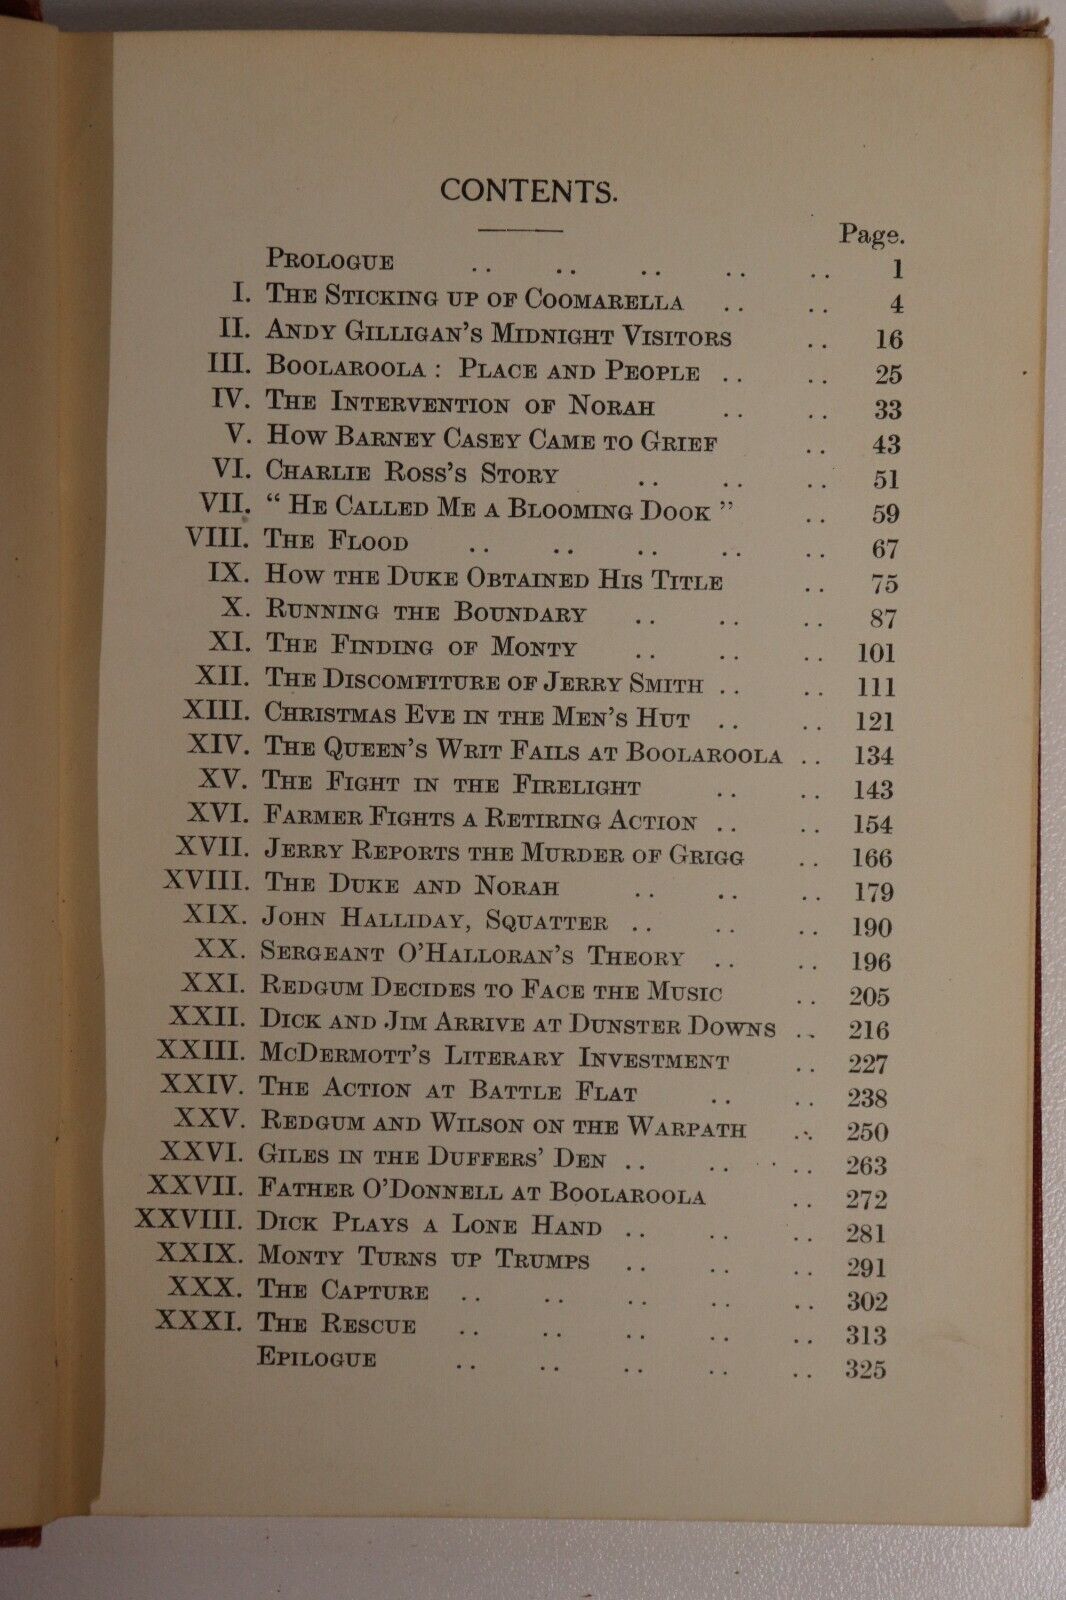 CONTENTS.
Page.
PROLOGUE .. .. .. .. .. 1
I. THE STICKING UP OF COOMARELLA .. .. 4
II. ANDY GILLIGAN'S MIDNIGHT VISITORS .. 16
III. BOOLAROOLA : PLACE AND PEOPLE .. .. 25
IV. THE INTERVENTION OF NORAH .. .. 33
V. HOW BARNEY CASEY CAME TO GRIEF .. 43
VI. CHARLIE ROSS'S STORY .. .. .. 51
VII. " HE CALLED ME A BLOOMING DOOK " .. 59
VIII. THE FLOOD .. .. .. .. .. 67
IX. HOW THE DUKE OBTAINED HIS TITLE .. 75
X. RUNNING THE BOUNDARY .. .. .. 87
XI. THE FINDING OF MONTY .. .. .. 101
XII. THE DISCOMFITURE OF JERRY SMITH .. .. 111
XIII. CHRISTMAS EVE IN THE MEN'S HUT .. .. 121
XIV. THE QUEEN'S WRIT FAILS AT BOOLAROOLA .. 134
XV. THE FIGHT IN THE FIRELIGHT .. .. 143
XVI. FARMER FIGHTS A RETIRING ACTION .. .. 154
XVII. JERRY REPORTS THE MURDER OF GRIGG .. 166
XVIII. THE DUKE AND NORAH .. .. .. 179
XIX. JOHN HALLIDAY, SQUATTER .. .. .. 190
XX. SERGEANT O'HALLORAN'S THEORY .. .. 196
XXI. REDGUM DECIDES TO FACE THE MUSIC .. 205
XXII. DICK AND JIM ARRIVE AT DUNSTER DOWNS .. 216
XXIII. MCDERMOTT'S LITERARY INVESTMENT .. 227
XXIV. THE ACTION AT BATTLE FLAT .. .. 238
XXV. REDGUM AND WILSON ON THE WARPATH .. 250
XXVI. GILES IN THE DUFFERS' DEN .. .. .. 263
XXVII. FATHER O'DONNELL AT BOOLAROOLA .. 272
XXVIII. DICK PLAYS A LONE HAND .. .. .. 281
XXIX. MONTY TURNS UP TRUMPS .. .. .. 291
XXX. THE CAPTURE .. .. .. .. .. 302
XXXI. THE RESCUE .. .. .. .. .. 313
EPILOGUE .. .. .. .. .. 325